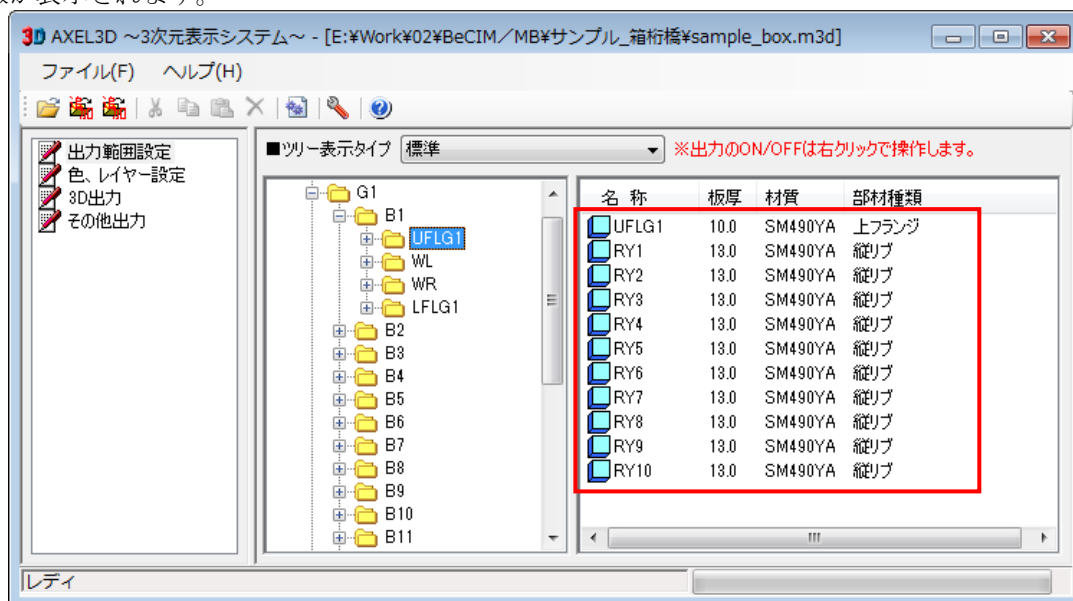 が表示されます。
3D AXEL3D ～3次元表示システム～ - [E:¥Work¥02¥BeCIM／MB¥サンプル_箱桁橋¥sample_box.m3d]
ファイル(F) ヘルプ(H)
出力範囲設定
色、レイヤー設定
3D出力
その他出力
■ツリー表示タイプ 標準 ※出力のON/OFFは右クリックで操作します。
G1
B1
UFLG1
WL
WR
LFLG1
B2
B3
B4
B5
B6
B7
B8
B9
B10
B11
名 称 板厚 材質 部材種類
UFLG1 10.0 SM490YA 上フランジ
RY1 13.0 SM490YA 縦リブ
RY2 13.0 SM490YA 縦リブ
RY3 13.0 SM490YA 縦リブ
RY4 13.0 SM490YA 縦リブ
RY5 13.0 SM490YA 縦リブ
RY6 13.0 SM490YA 縦リブ
RY7 13.0 SM490YA 縦リブ
RY8 13.0 SM490YA 縦リブ
RY9 13.0 SM490YA 縦リブ
RY10 13.0 SM490YA 縦リブ
レディ